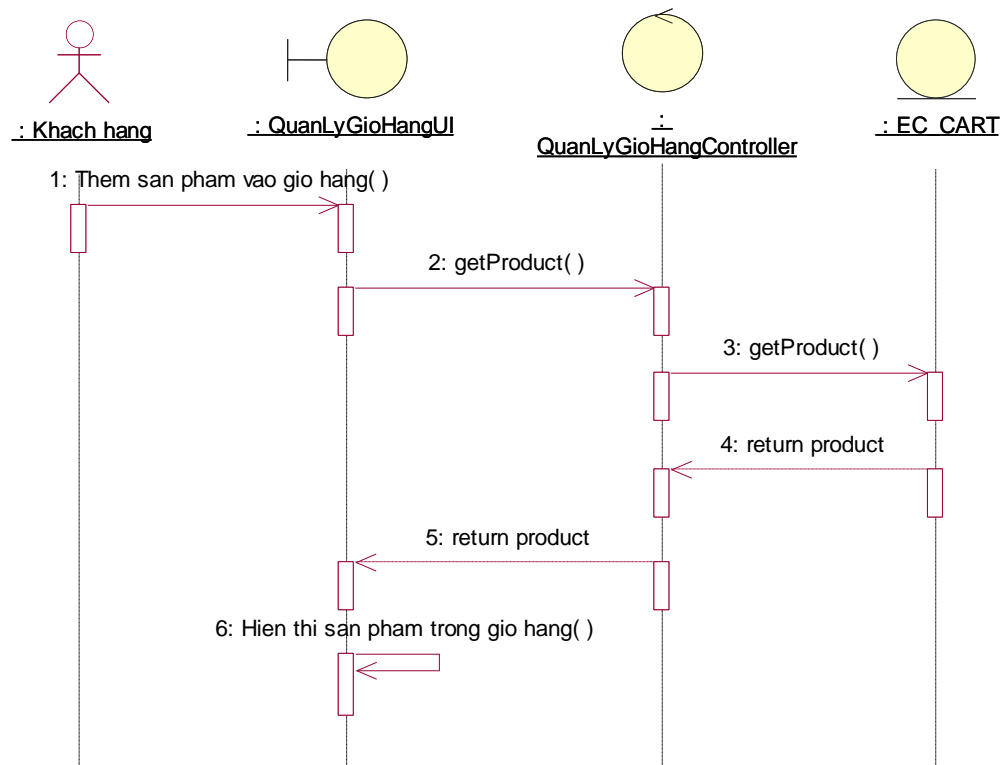 : Khach hang
: QuanLyGioHangUI
:
QuanLyGioHangController
: EC_CART
1: Them san pham vao gio hang( )
2: getProduct( )
3: getProduct( )
4: return product
5: return product
6: Hien thi san pham trong gio hang( )